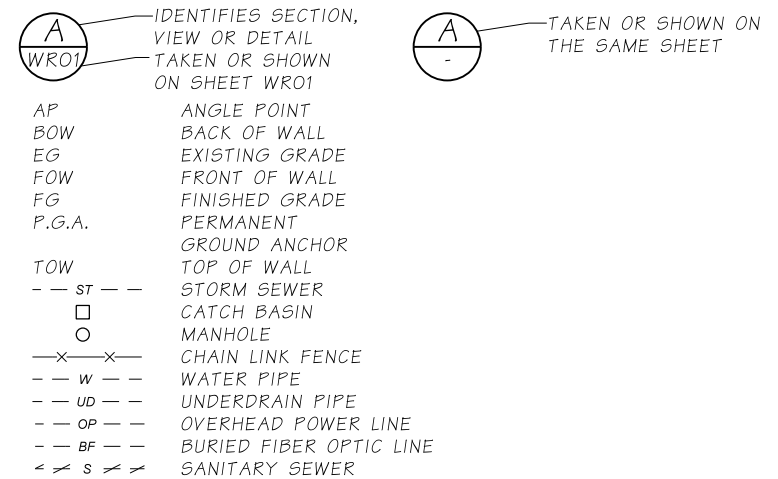 A
WR01
IDENTIFIES SECTION,
VIEW OR DETAIL
TAKEN OR SHOWN
ON SHEET WR01
A
-
TAKEN OR SHOWN ON
THE SAME SHEET
AP ANGLE POINT
BOW BACK OF WALL
EG EXISTING GRADE
FOW FRONT OF WALL
FG FINISHED GRADE
P.G.A. PERMANENT
GROUND ANCHOR
TOW TOP OF WALL
ST STORM SEWER
CATCH BASIN
MANHOLE
CHAIN LINK FENCE
W WATER PIPE
UD UNDERDRAIN PIPE
OP OVERHEAD POWER LINE
BF BURIED FIBER OPTIC LINE
S SANITARY SEWER